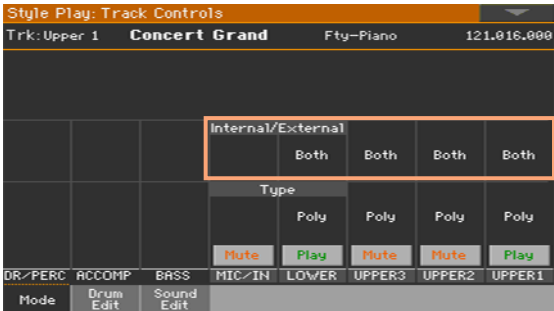 Style Play: Track Controls
Trk:Upper 1 Concert Grand Fty-Piano 121.016.000
Internal/External
Both Both Both Both
Type
Poly Poly Poly Poly
Mute Play Mute Mute Play
DR/PERC ACCOMP BASS MIC/IN LOWER UPPER3 UPPER2 UPPER1
Mode Drum Edit Sound Edit